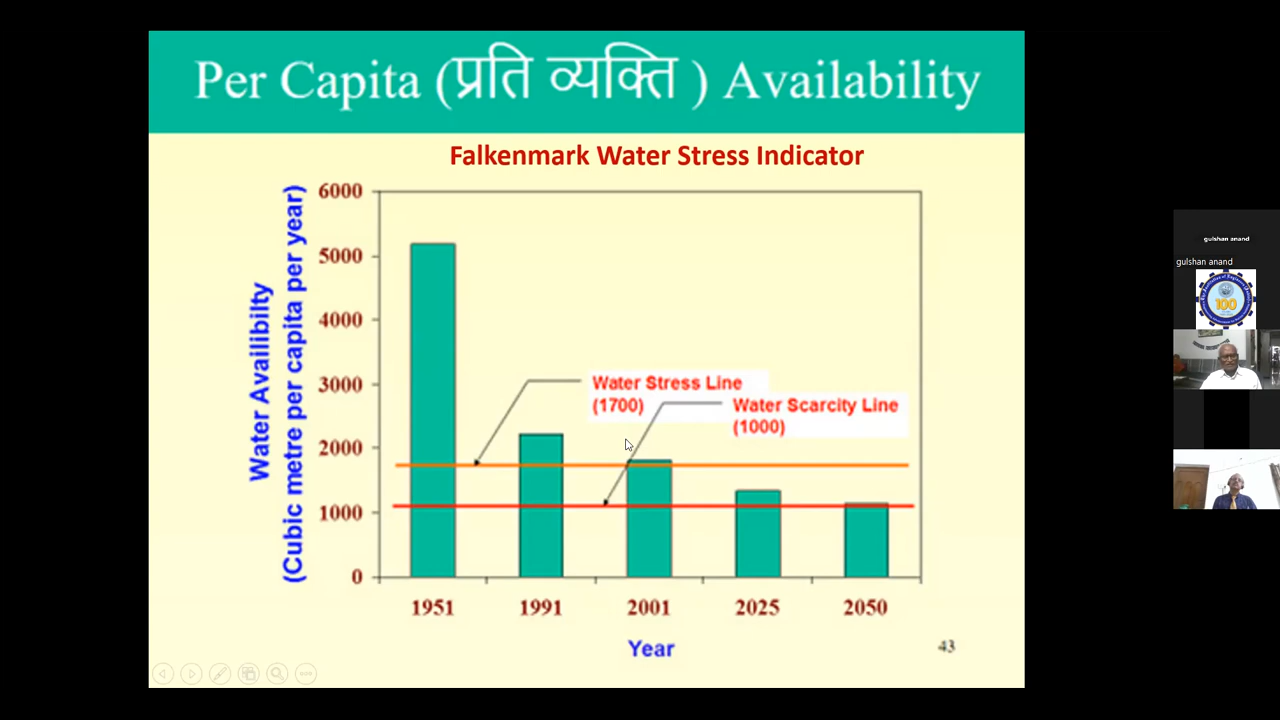 Per Capita (प्रति व्यक्ति ) Availability
Falkenmark Water Stress Indicator
Water Availibilty
(Cubic metre per capita per year)
6000
5000
4000
3000
2000
1000
0
Water Stress Line
(1700)
Water Scarcity Line
(1000)
1951 1991 2001 2025 2050
Year
43
gulshan anand
gulshan anand
100